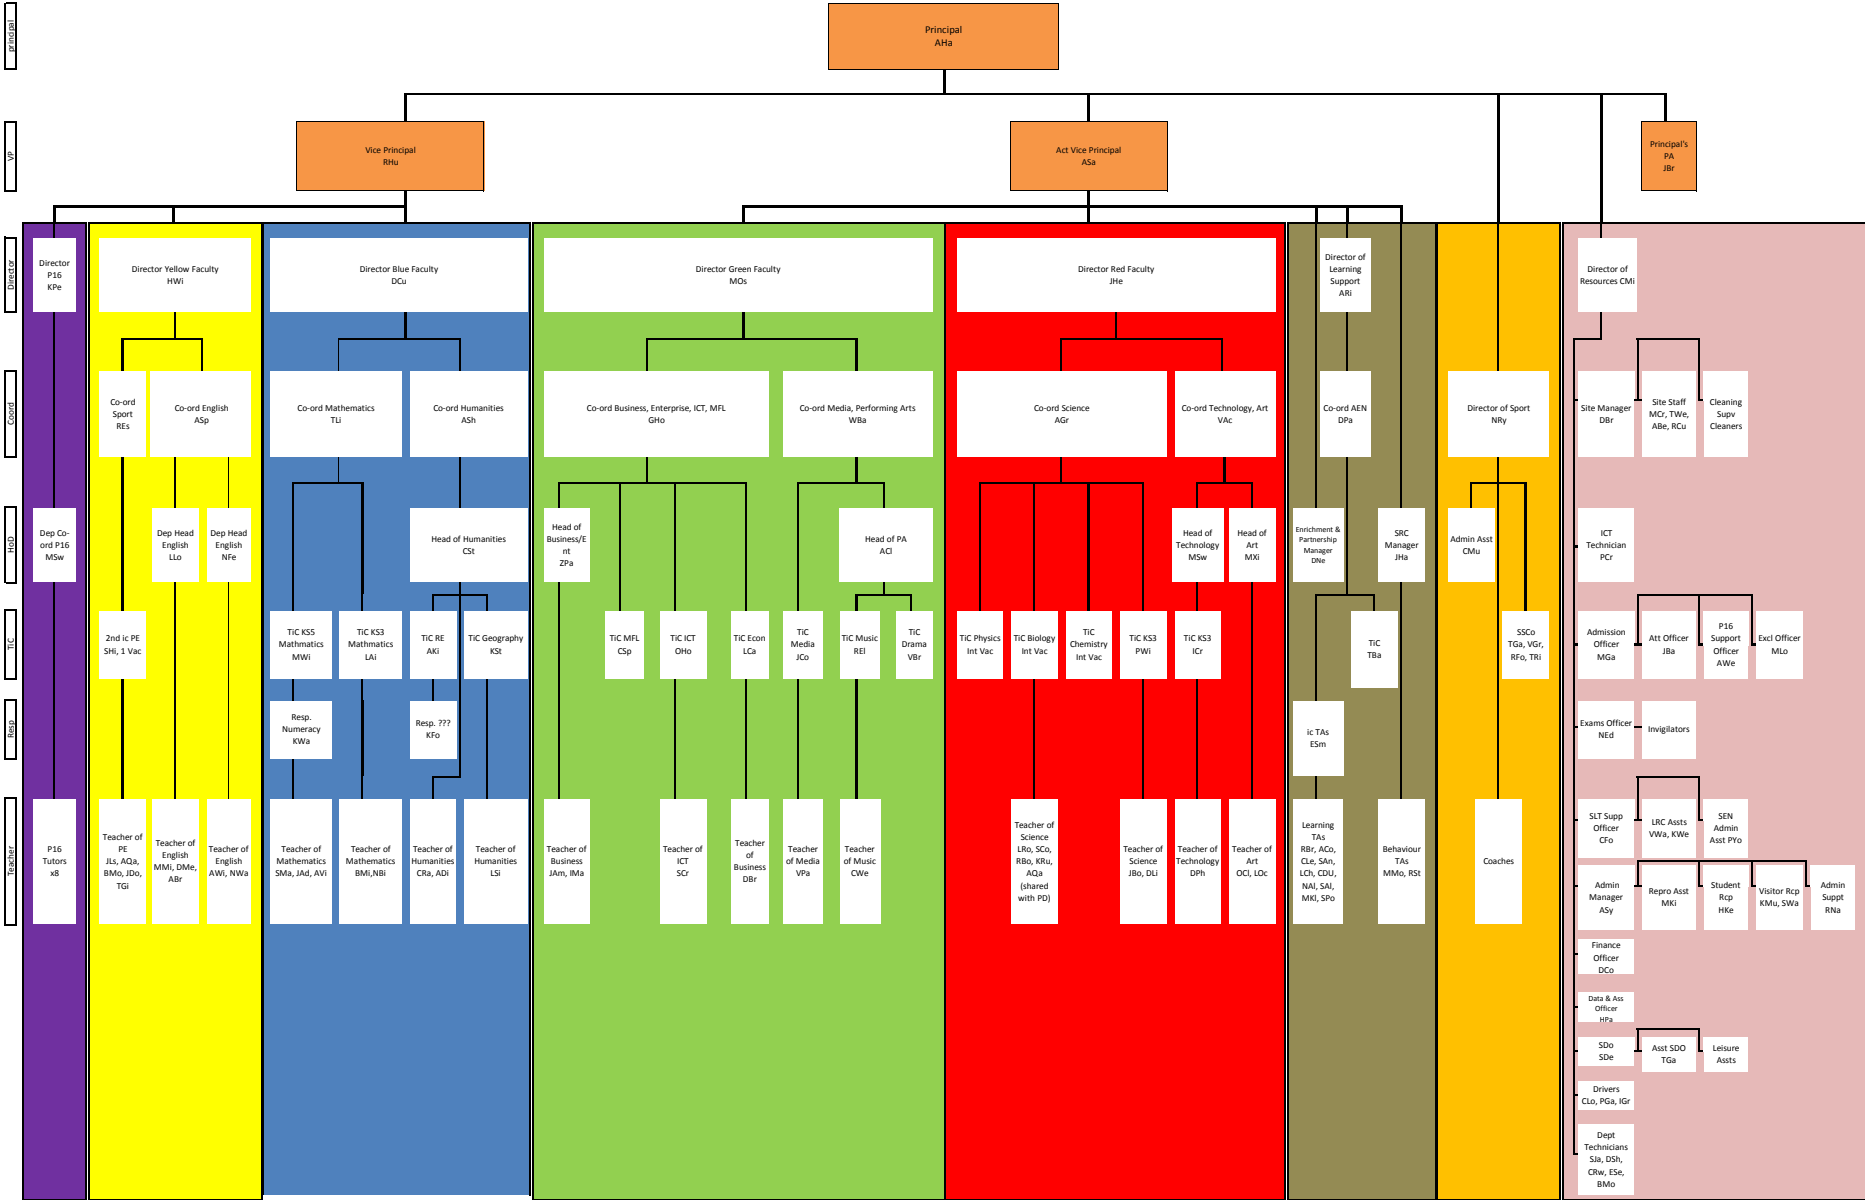 principal
Principal
AHa
VP
Vice Principal
RHu
Act Vice Principal
ASa
Principal's
PA
JBr
Director
Director
P16
KPe
Director Yellow Faculty
HWi
Director Blue Faculty
DCu
Director Green Faculty
MOs
Director Red Faculty
JHe
Director of
Learning
Support
ARi
Director of
Resources CMi
Coord
Co-ord
Sport
REs
Co-ord English
ASp
Co-ord Mathematics
TLi
Co-ord Humanities
ASh
Co-ord Business, Enterprise, ICT, MFL
GHo
Co-ord Media, Performing Arts
WBa
Co-ord Science
AGr
Co-ord Technology, Art
VAc
Co-ord AEN
DPa
Director of Sport
NRy
Site Manager
DBr
Site Staff
MCr, TWe,
ABe, RCu
Cleaning
Supv
Cleaners
HoD
Dep Co-
ord P16
MSw
Dep Head
English
LLo
Dep Head
English
NFe
Head of Humanities
CSt
Head of
Business/E
nt
ZPa
Head of PA
ACl
Head of
Technology
MSw
Head of
Art
MXi
Enrichment &
Partnership
Manager
DNe
SRC
Manager
JHa
Admin Asst
CMu
ICT
Technician
PCr
TiC
2nd ic PE
SHi, 1 Vac
TiC KS5
Mathmatics
MWi
TiC KS3
Mathmatics
LAi
TiC RE
AKi
TiC Geography
KSt
TiC MFL
CSp
TiC ICT
OHo
TiC Econ
LCa
TiC
Media
JCo
TiC Music
REl
TiC
Drama
VBr
TiC Physics
Int Vac
TiC Biology
Int Vac
TiC
Chemistry
Int Vac
TiC KS3
PWi
TiC KS3
ICr
TiC
TBa
SSCo
TGa, VGr,
RFo, TRi
Admission
Officer
MGa
Att Officer
JBa
P16
Support
Officer
AWe
Excl Officer
MLo
Resp
Resp.
Numeracy
KWa
Resp. ???
KFo
ic TAs
ESm
Exams Officer
NEd
Invigilators
Teacher
P16
Tutors
x8
Teacher of
PE
JLs, AQa,
BMo, JDo,
TGi
Teacher of
English
MMi, DMe,
ABr
Teacher of
English
AWi, NWa
Teacher of
Mathematics
SMa, JAd, AVi
Teacher of
Mathematics
BMi,NBi
Teacher of
Humanities
CRa, ADi
Teacher of
Humanities
LSi
Teacher of
Business
JAm, IMa
Teacher of
ICT
SCr
Teacher
of
Business
DBr
Teacher
of Media
VPa
Teacher
of Music
CWe
Teacher of
Science
LRo, SCo,
RBo, KRu,
AQa
(shared
with PD)
Teacher of
Science
JBo, DLi
Teacher of
Technology
DPh
Teacher of
Art
OCl, LOc
Learning
TAs
RBr, ACo,
CLe, SAn,
LCh, CDU,
NAl, SAl,
MKl, SPo
Behaviour
TAs
MMo, RSt
Coaches
SLT Supp
Officer
CFo
LRC Assts
VWa, KWe
SEN
Admin
Asst PYo
Admin
Manager
ASy
Repro Asst
MKi
Student
Rcp
HKe
Visitor Rcp
KMu, SWa
Admin
Suppt
RNa
Finance
Officer
DCo
Data & Ass
Officer
HPa
SDo
SDe
Asst SDO
TGa
Leisure
Assts
Drivers
CLo, PGa, IGr
Dept
Technicians
SJa, DSh,
CRw, ESe,
BMo